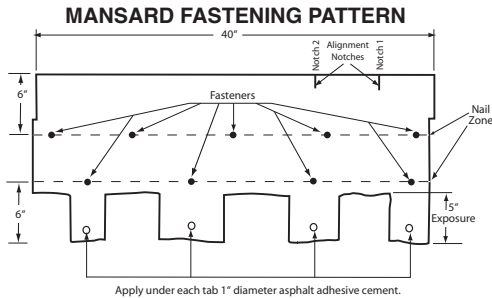 MANSARD FASTENING PATTERN
40"
Notch 2
Alignment
Notches
Notch 1
6"
Fasteners
Nail
Zone
6"
5"
Exposure
Apply under each tab 1" diameter asphalt adhesive cement.